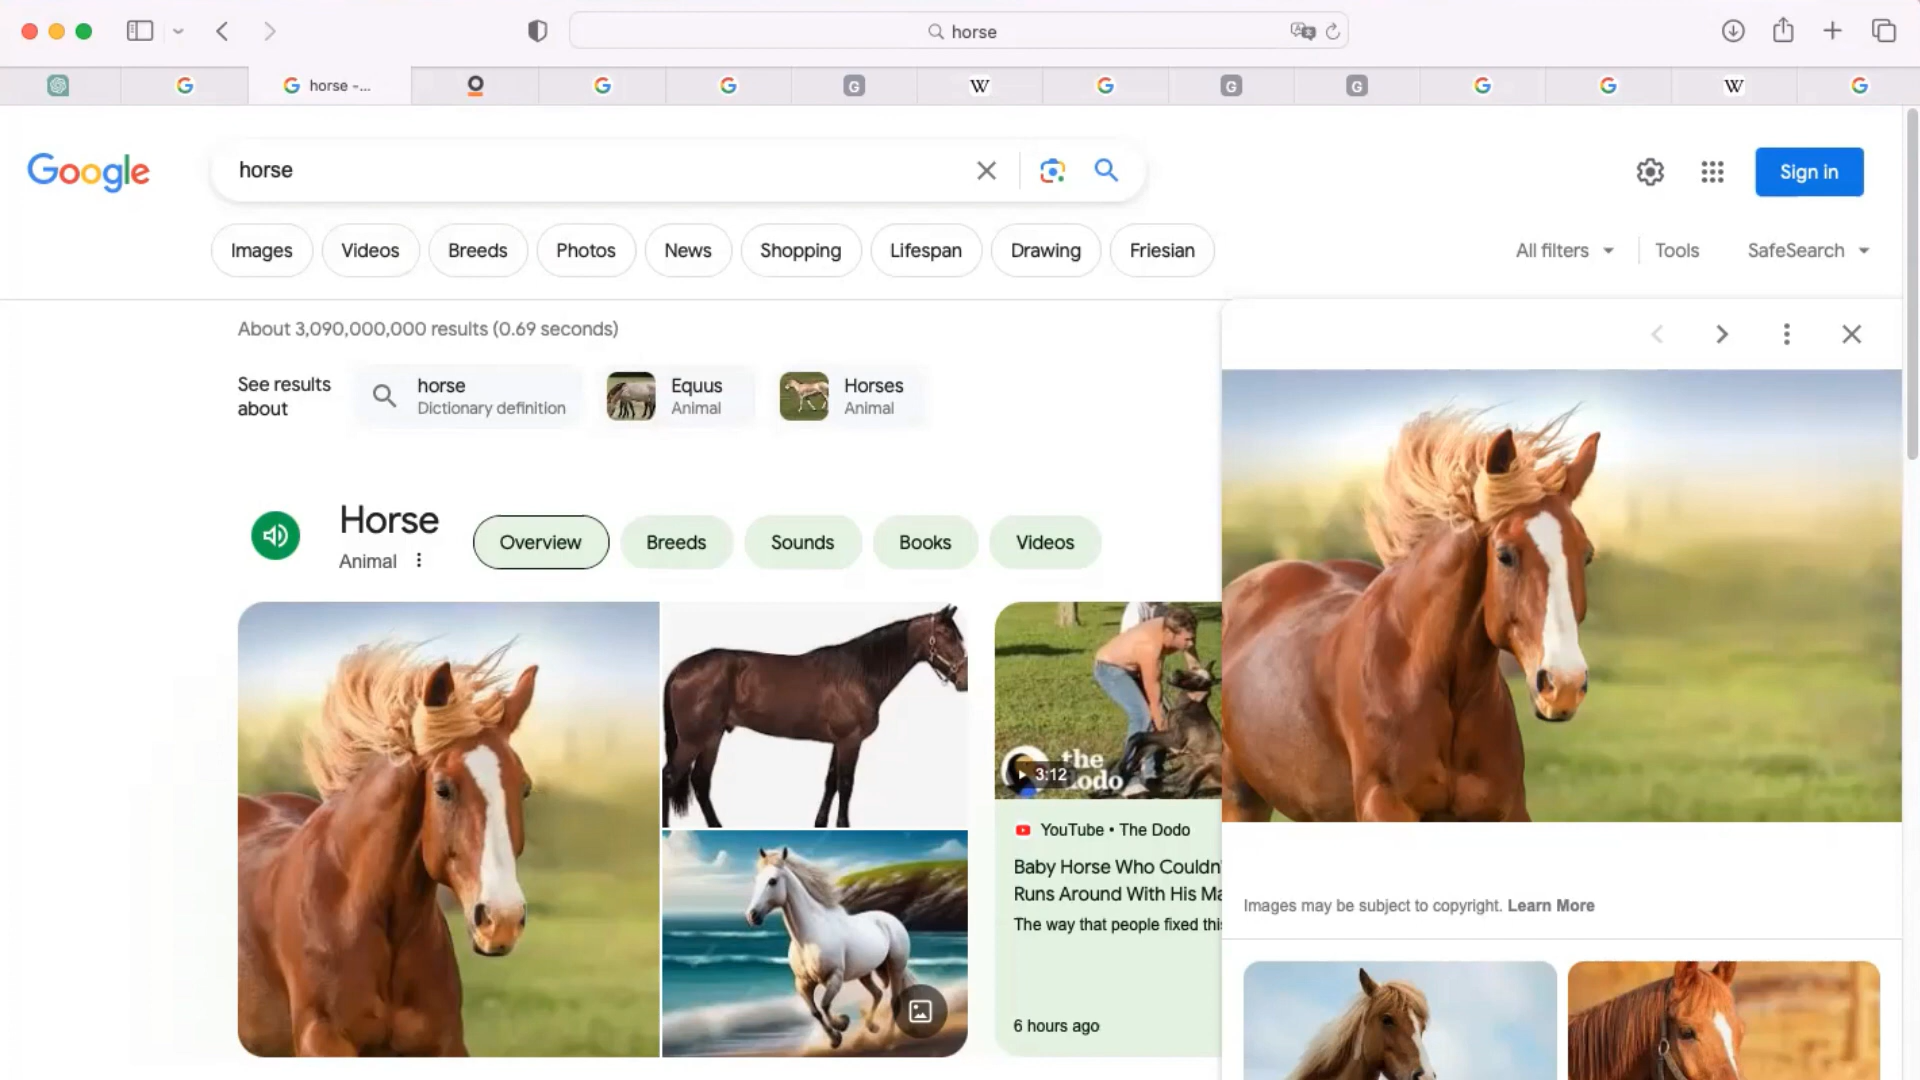 horse
G
horse -...
G
W
G
G
W
Google
horse
Sign in
Images
Videos
Breeds
Photos
News
Shopping
Lifespan
Drawing
Friesian
All filters
Tools
SafeSearch
About 3,090,000,000 results (0.69 seconds)
See results
about
horse
Dictionary definition
Equus
Animal
Horses
Animal
Horse
Animal
Overview
Breeds
Sounds
Books
Videos
the
3:12
YouTube • The Dodo
Baby Horse Who Couldn'
Runs Around With His Ma
The way that people fixed this
6 hours ago
Images may be subject to copyright. Learn More